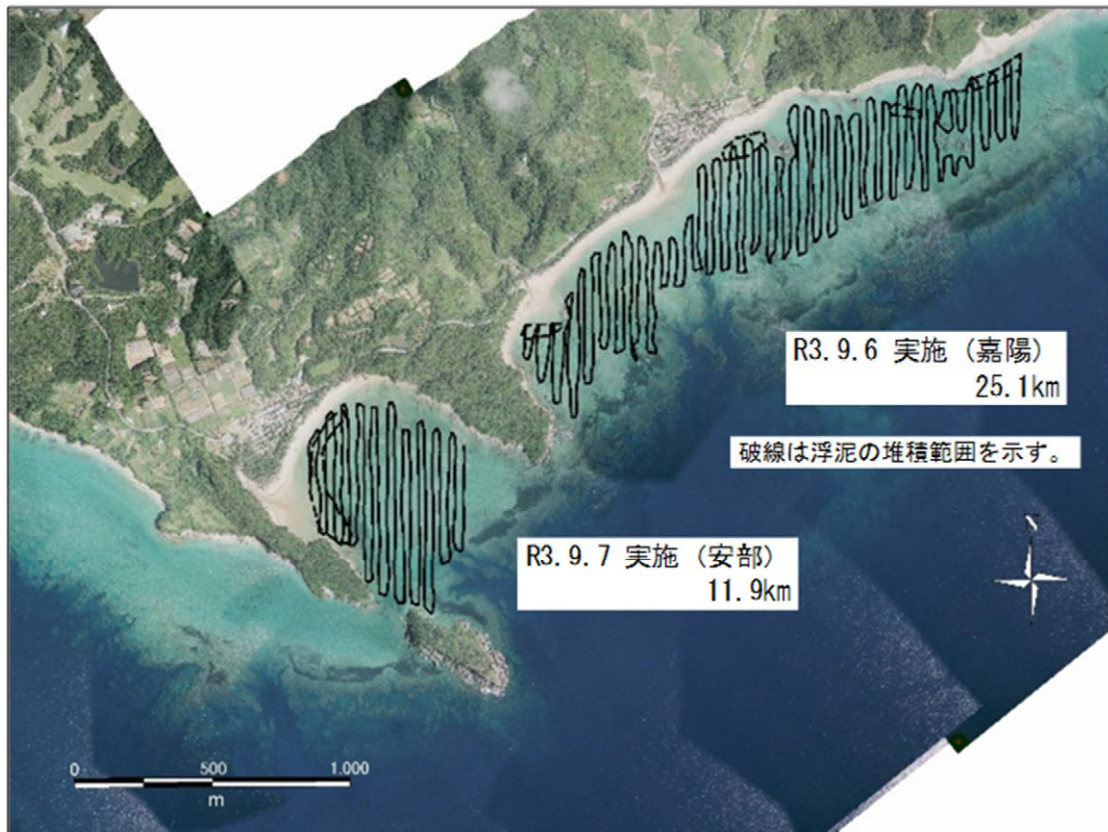 R3.9.6 実施（嘉陽）
25.1km
破線は浮泥の堆積範囲を示す。
R3.9.7 実施（安部）
11.9km
0 500 1.000
m